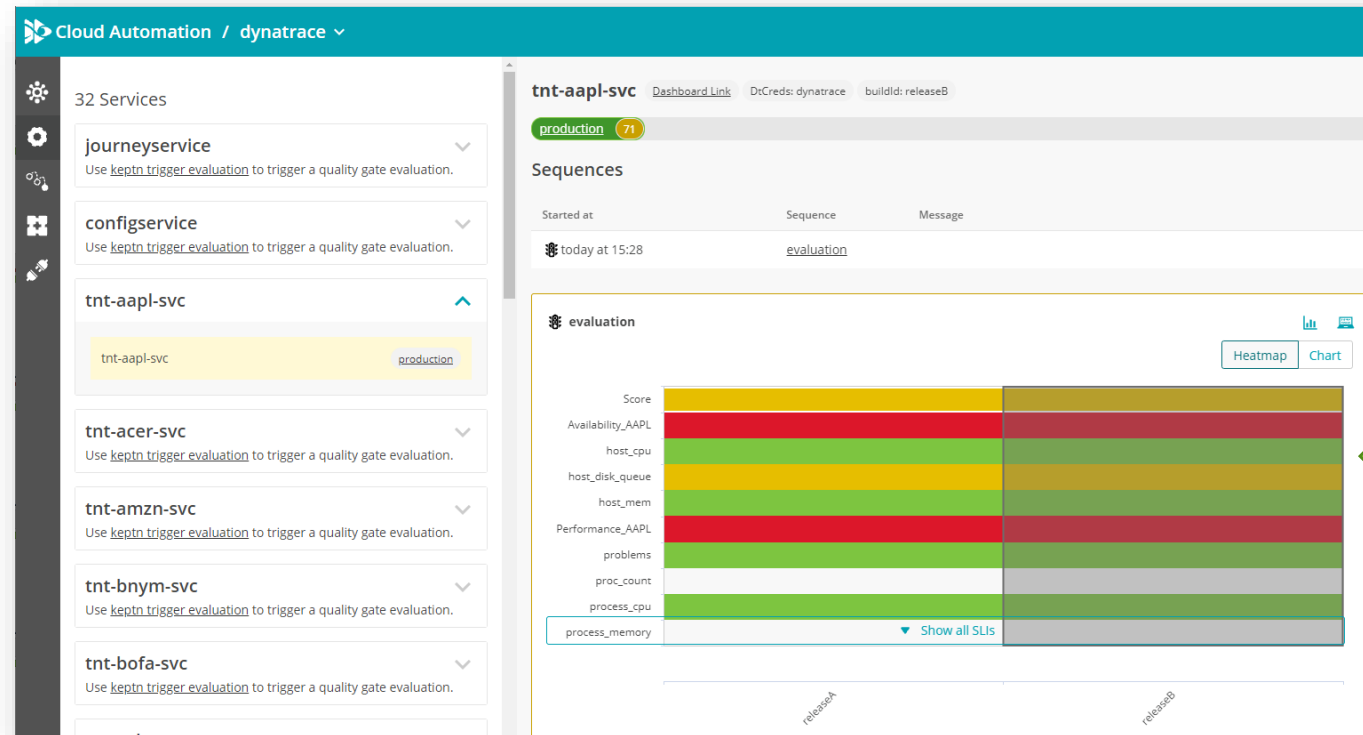 Cloud Automation / dynatrace
32 Services
journeyservice
Use keptn trigger evaluation to trigger a quality gate evaluation.
configservice
Use keptn trigger evaluation to trigger a quality gate evaluation.
tnt-aapl-svc
tnt-aapl-svc production
tnt-acer-svc
Use keptn trigger evaluation to trigger a quality gate evaluation.
tnt-amzn-svc
Use keptn trigger evaluation to trigger a quality gate evaluation.
tnt-bnym-svc
Use keptn trigger evaluation to trigger a quality gate evaluation.
tnt-bofa-svc
Use keptn trigger evaluation to trigger a quality gate evaluation.
tnt-aapl-svc Dashboard Link DtCreds: dynatrace buildId: releaseB
production 71
Sequences
Started at Sequence Message
today at 15:28 evaluation
evaluation
Heatmap Chart
Score
Availability_AAPL
host_cpu
host_disk_queue
host_mem
Performance_AAPL
problems
proc_count
process_cpu
process_memory Show all SLIs
releaseA releaseB